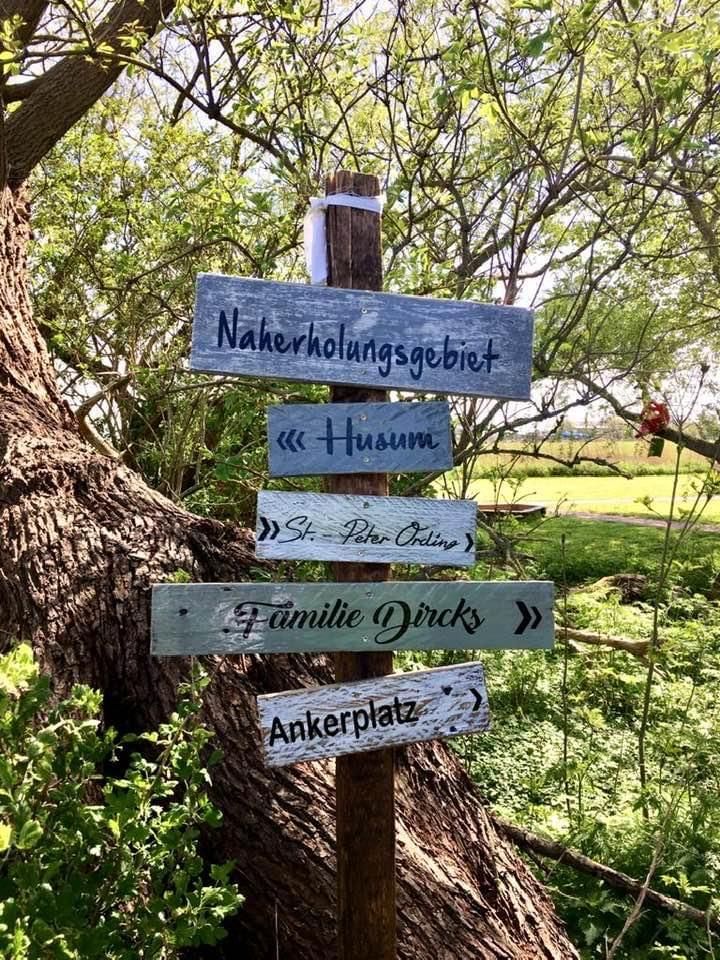 Naherholungsgebiet
««« Husum
»St. - Peter Ording›
Familie Dircks »
Ankerplatz ›